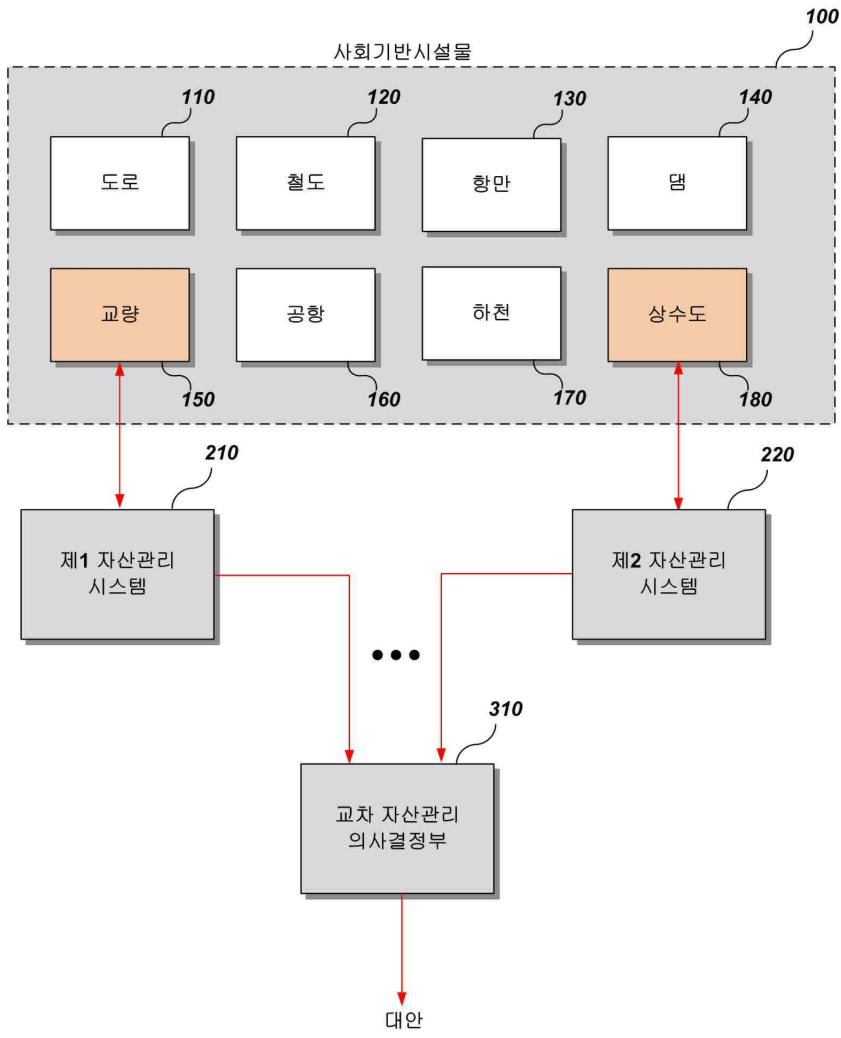 100
사회기반시설물
110
120
130
140
도로
철도
항만
댐
교량
공항
하천
상수도
150
160
170
180
210
220
제1 자산관리
시스템
제2 자산관리
시스템
310
교차 자산관리
의사결정부
대안